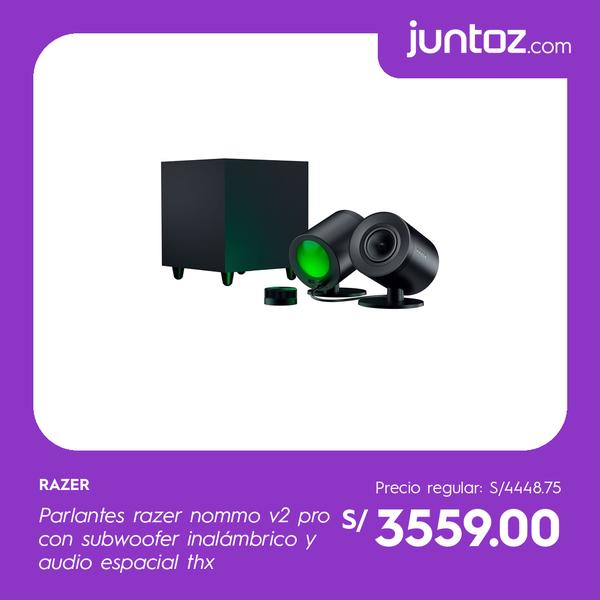 juntoz.com
RAZER
Parlantes razer nommo v2 pro
con subwoofer inalámbrico y
audio espacial thx
Precio regular: S/4448.75
S/ 3559.00